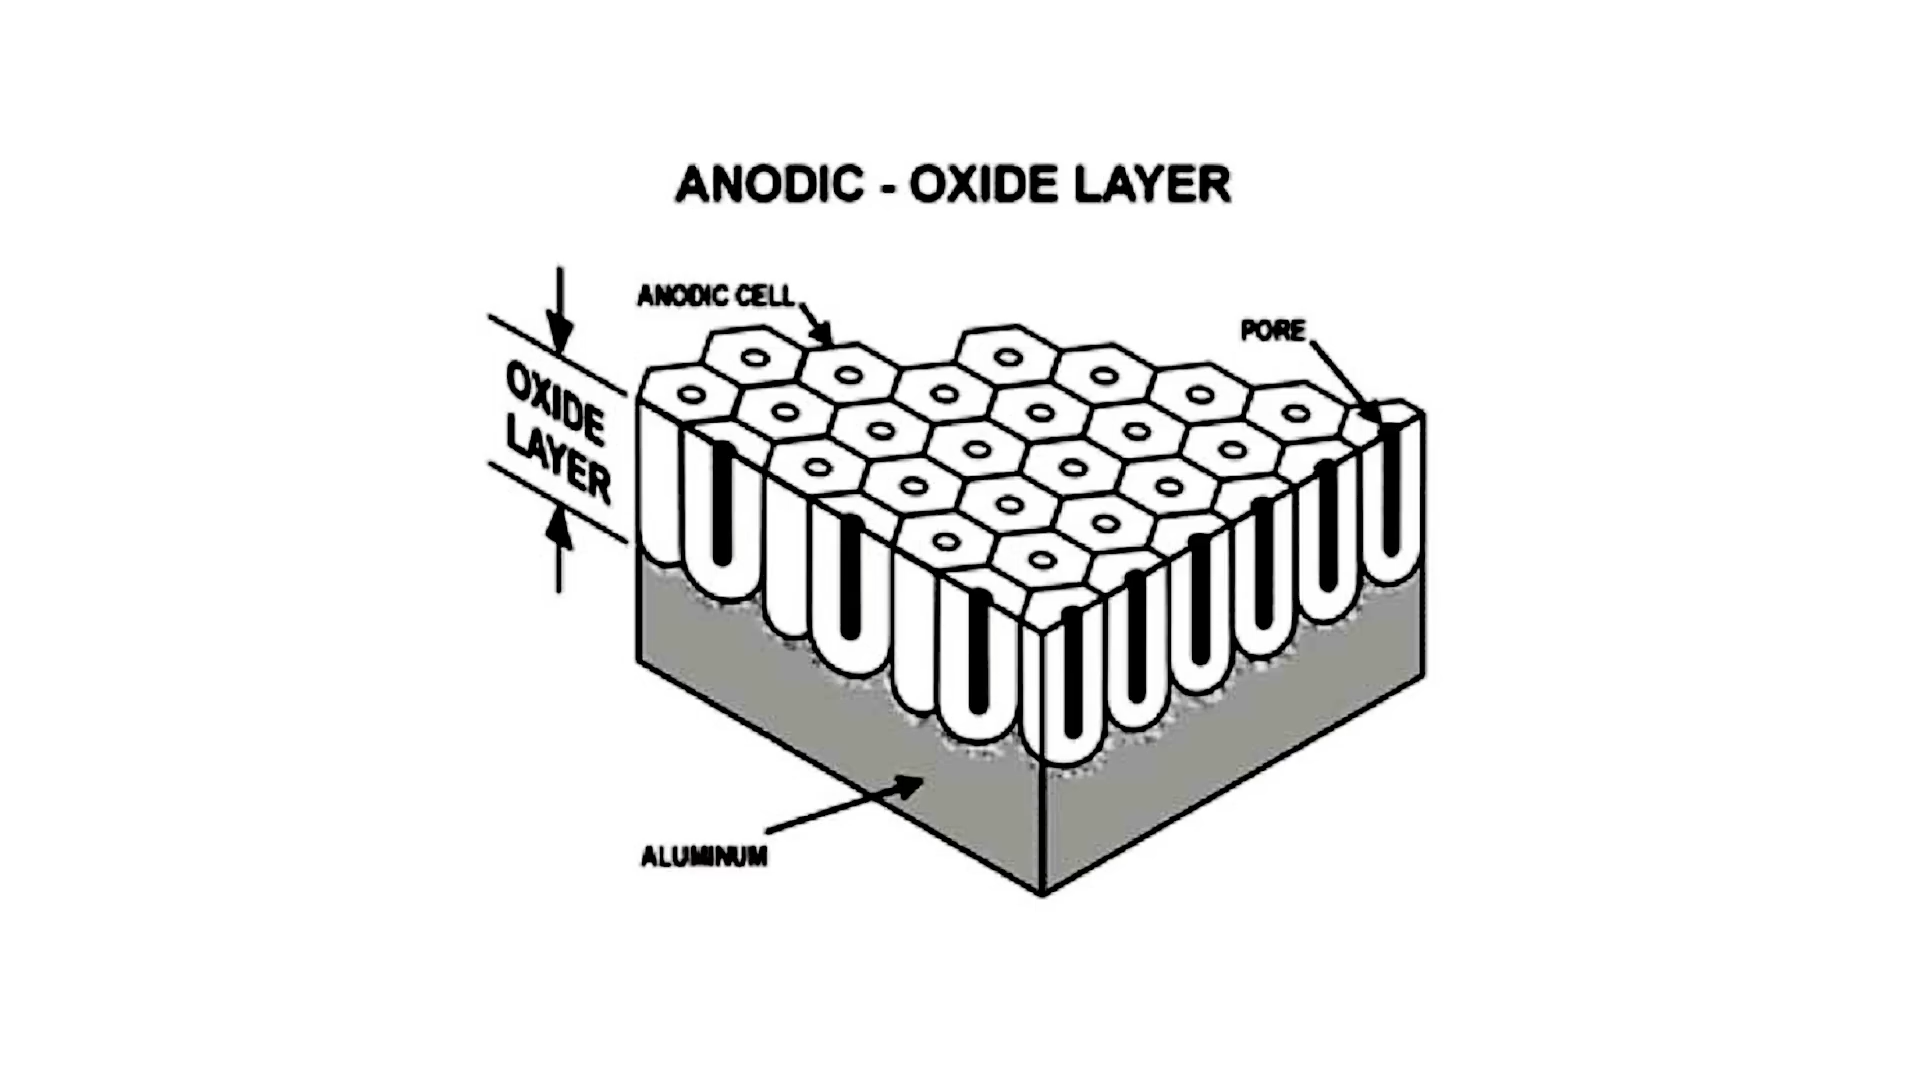 ANODIC - OXIDE LAYER
ANODIC CELL
PORE
OXIDE
LAYER
ALUMINUM